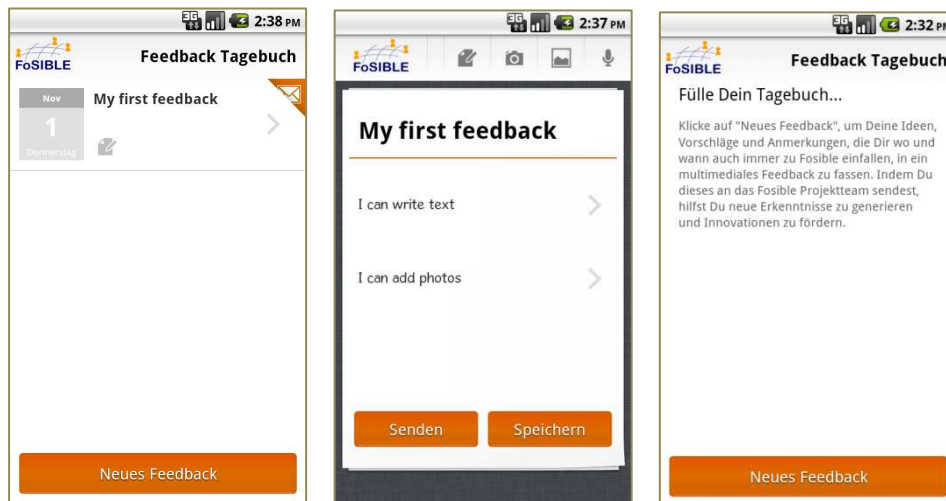 3G 2:38 PM
FoSIBLE
Feedback Tagebuch
Nov
1
Donnerstag
My first feedback
Neues Feedback
3G 2:37 PM
FoSIBLE
My first feedback
I can write text
I can add photos
Senden Speichern
3G 2:32 PM
FoSIBLE
Feedback Tagebuch
Fülle Dein Tagebuch...
Klicke auf "Neues Feedback", um Deine Ideen,
Vorschläge und Anmerkungen, die Dir wo und
wann auch immer zu Fosible einfallen, in ein
multimediales Feedback zu fassen. Indem Du
dieses an das Fosible Projektteam sendest,
hilfst Du neue Erkenntnisse zu generieren
und Innovationen zu fördern.
Neues Feedback